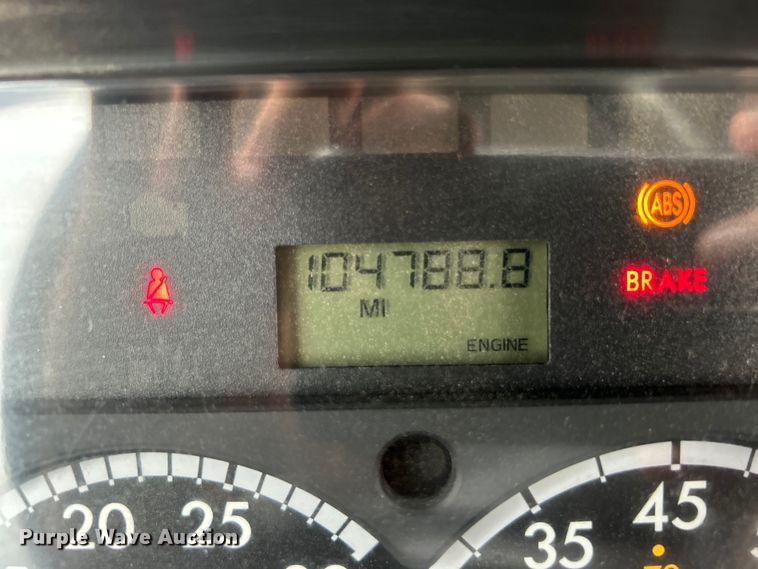 ABS
104788.8
BRAKE
MI
ENGINE
20 25
35 45
Purple Wave Auction